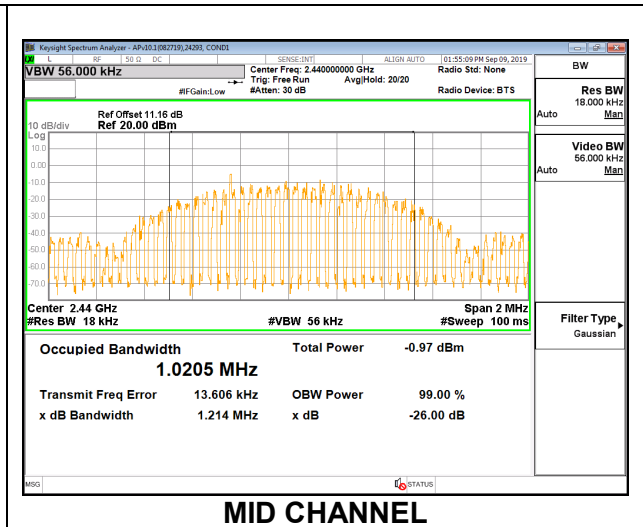 Keysight Spectrum Analyzer - APv10.1(082719),24293, COND1
L RF 50 Ω DC SENSE:INT ALIGN AUTO 01:55:09 PM Sep 09, 2019
VBW 56.000 kHz
Center Freq: 2.440000000 GHz Radio Std: None
Trig: Free Run Avg|Hold: 20/20
#IFGain:Low #Atten: 30 dB Radio Device: BTS
BW
Res BW
18.000 kHz
Auto Man
Video BW
56.000 kHz
Auto Man
Filter Type
Gaussian
Ref Offset 11.16 dB
10 dB/div Ref 20.00 dBm
Log
10.0
0.00
-10.0
-20.0
-30.0
-40.0
-50.0
-60.0
-70.0
Center 2.44 GHz Span 2 MHz
#Res BW 18 kHz #VBW 56 kHz #Sweep 100 ms
Occupied Bandwidth Total Power -0.97 dBm
1.0205 MHz
Transmit Freq Error 13.606 kHz OBW Power 99.00 %
x dB Bandwidth 1.214 MHz x dB -26.00 dB
MSG STATUS
MID CHANNEL